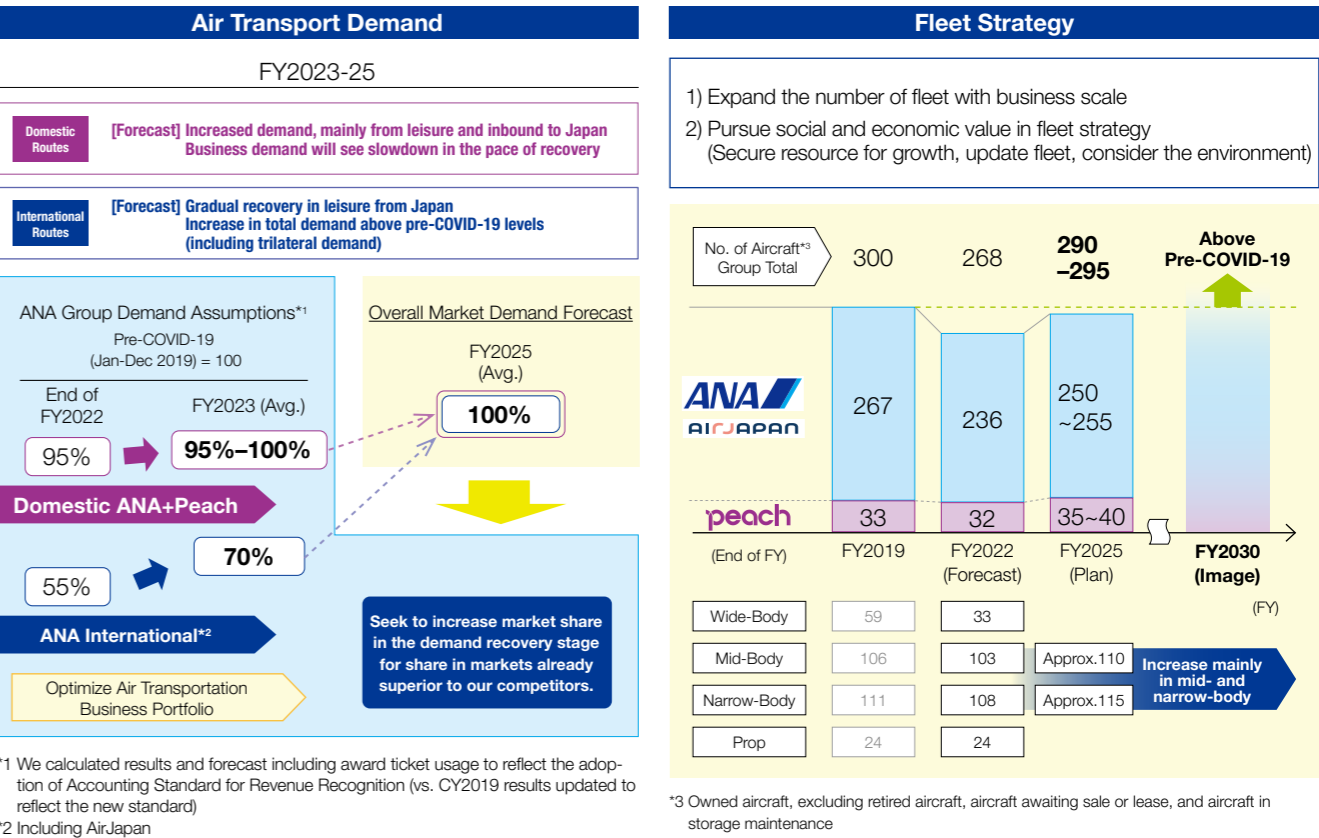 Air Transport Demand
FY2023-25
Domestic
Routes
[Forecast] Increased demand, mainly from leisure and inbound to Japan
Business demand will see slowdown in the pace of recovery
International
Routes
[Forecast] Gradual recovery in leisure from Japan
Increase in total demand above pre-COVID-19 levels
(including trilateral demand)
ANA Group Demand Assumptions*1
Pre-COVID-19
(Jan-Dec 2019) = 100
End of
FY2022
FY2023 (Avg.)
95%
95%–100%
Domestic ANA+Peach
70%
55%
ANA International*2
Optimize Air Transportation
Business Portfolio
Overall Market Demand Forecast
FY2025
(Avg.)
100%
Seek to increase market share
in the demand recovery stage
for share in markets already
superior to our competitors.
*1 We calculated results and forecast including award ticket usage to reflect the adop-
tion of Accounting Standard for Revenue Recognition (vs. CY2019 results updated to
reflect the new standard)
*2 Including AirJapan
Fleet Strategy
1) Expand the number of fleet with business scale
2) Pursue social and economic value in fleet strategy
(Secure resource for growth, update fleet, consider the environment)
No. of Aircraft*3
Group Total
300
268
290
–295
Above
Pre-COVID-19
ANA
AIRJAPAN
267
236
250
~255
peach
33
32
35~40
(End of FY)
FY2019
FY2022
(Forecast)
FY2025
(Plan)
FY2030
(Image)
(FY)
Wide-Body
59
33
Mid-Body
106
103
Approx.110
Narrow-Body
111
108
Approx.115
Increase mainly
in mid- and
narrow-body
Prop
24
24
*3 Owned aircraft, excluding retired aircraft, aircraft awaiting sale or lease, and aircraft in
storage maintenance